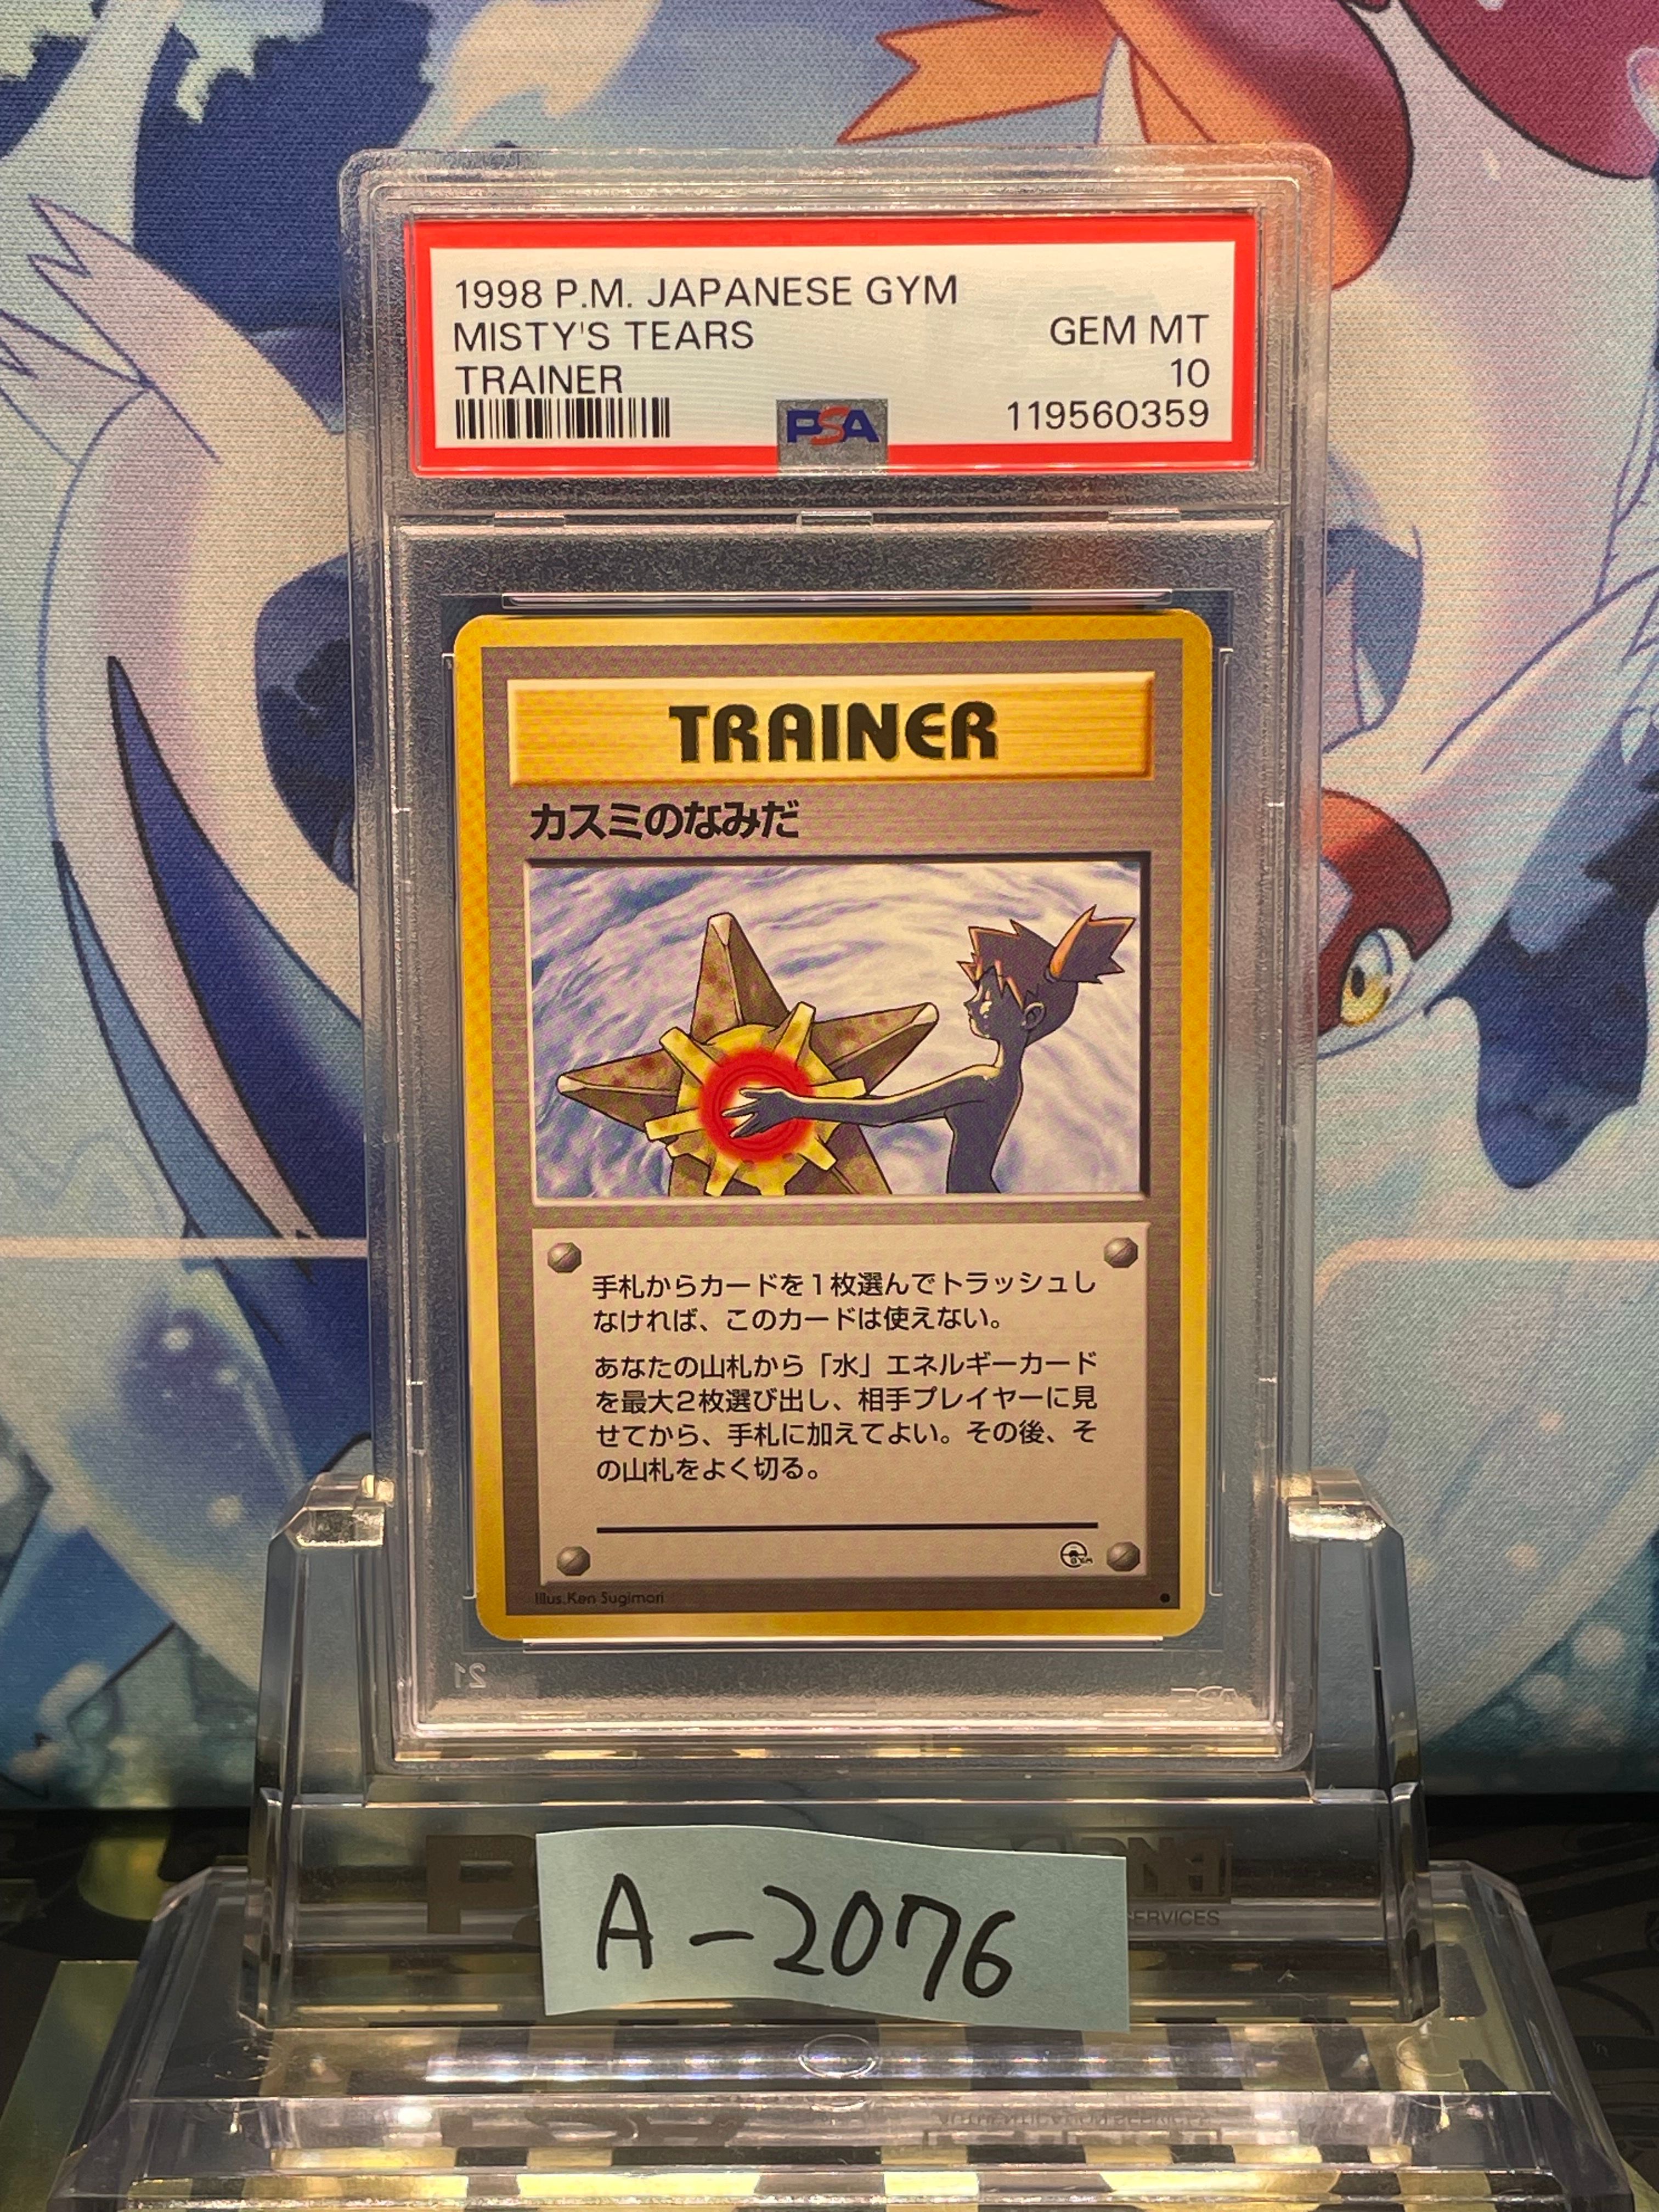 1998 P.M. JAPANESE GYM
MISTY'S TEARS
GEM MT
TRAINER
10
PSA
119560359
TRAINER
カスミのなみだ
手札からカードを1枚選んでトラッシュし
なければ、このカードは使えない。
あなたの山札から「水」エネルギーカード
を最大2枚選び出し、相手プレイヤーに見
せてから、手札に加えてよい。その後、そ
の山札をよく切る。
GYM
Illus. Ken Sugimori
21
A-2076